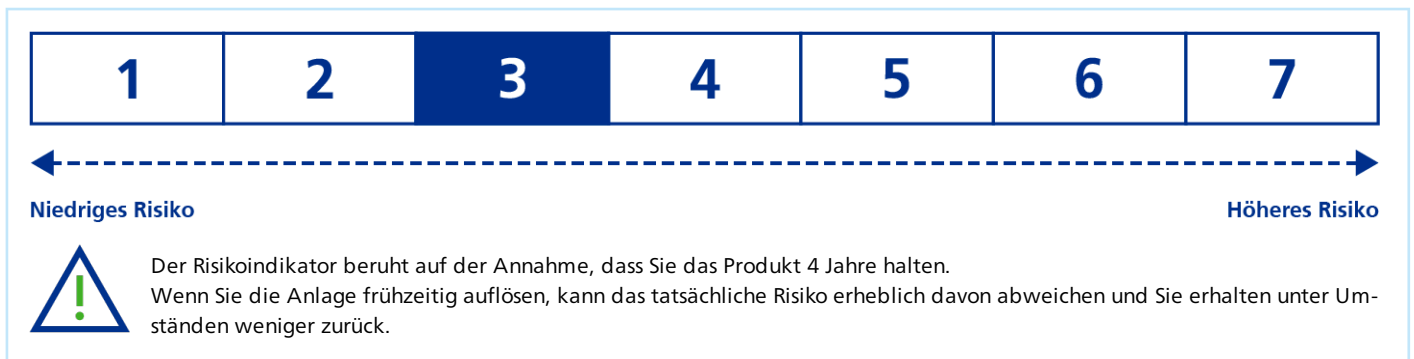 1 2 3 4 5 6 7
Niedriges Risiko Höheres Risiko
Der Risikoindikator beruht auf der Annahme, dass Sie das Produkt 4 Jahre halten.
Wenn Sie die Anlage frühzeitig auflösen, kann das tatsächliche Risiko erheblich davon abweichen und Sie erhalten unter Um-
ständen weniger zurück.